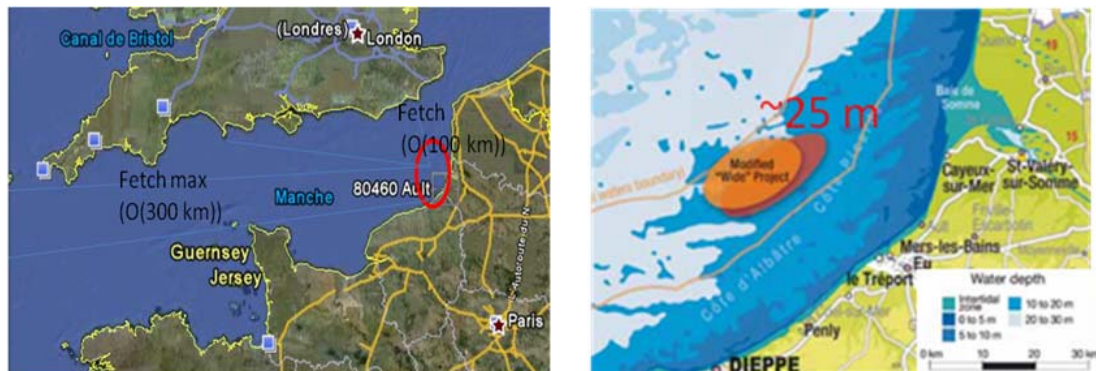 Canal de Bristol
(Londres)
London
Fetch
(O(100 km))
Fetch max
(O(300 km))
Manche
80460 Ault
Guernsey
Jersey
Autoroute du N
Paris
~25 m
Modified
"Wide" Project
Baie de
Somme
Cayeux-
sur-Mer
St-Valery-
sur-Somme
Côte d'Albâtre
Mers-les-Bains
Eu
le Tréport
Penly
DIEPPE
Water depth
Intertidal
zone
0 to 5 m
5 to 10 m
10 to 20 m
20 to 30 m
0 km
10
20
30 km